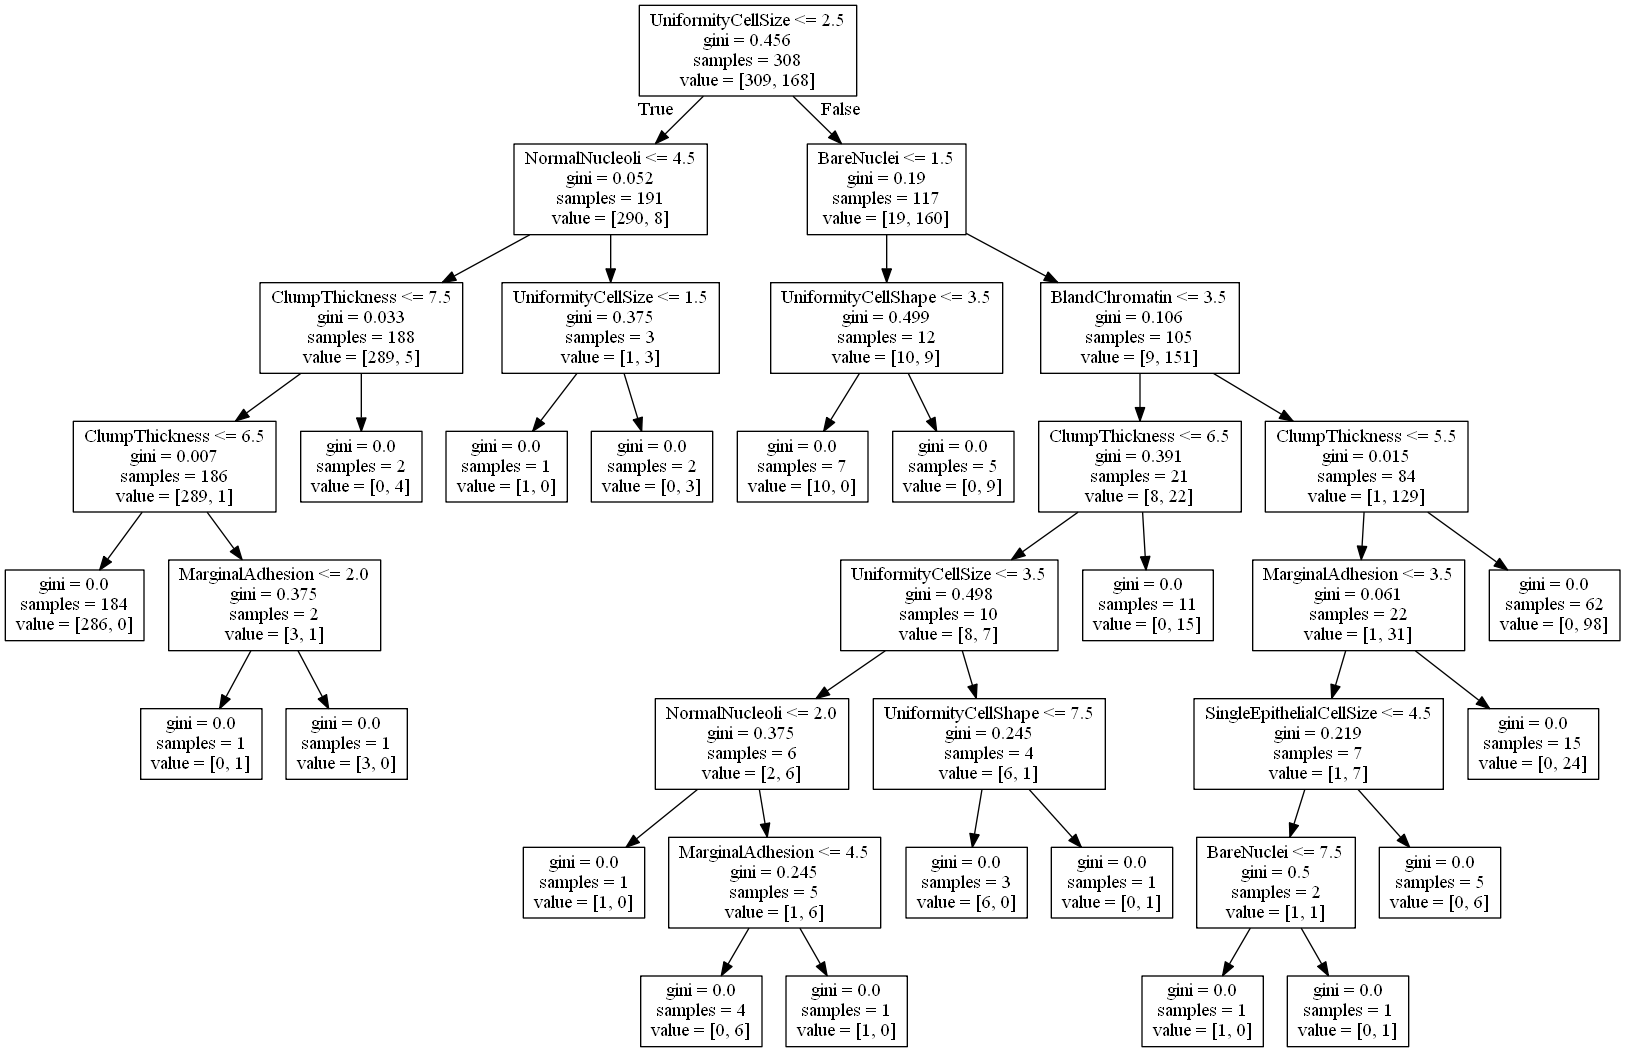 UniformityCellSize <= 2.5
gini = 0.456
samples = 308
value = [309, 168]
True
False
NormalNucleoli <= 4.5
gini = 0.052
samples = 191
value = [290, 8]
BareNuclei <= 1.5
gini = 0.19
samples = 117
value = [19, 160]
ClumpThickness <= 7.5
gini = 0.033
samples = 188
value = [289, 5]
UniformityCellSize <= 1.5
gini = 0.375
samples = 3
value = [1, 3]
UniformityCellShape <= 3.5
gini = 0.499
samples = 12
value = [10, 9]
BlandChromatin <= 3.5
gini = 0.106
samples = 105
value = [9, 151]
ClumpThickness <= 6.5
gini = 0.007
samples = 186
value = [289, 1]
gini = 0.0
samples = 2
value = [0, 4]
gini = 0.0
samples = 1
value = [1, 0]
gini = 0.0
samples = 2
value = [0, 3]
gini = 0.0
samples = 7
value = [10, 0]
gini = 0.0
samples = 5
value = [0, 9]
ClumpThickness <= 6.5
gini = 0.391
samples = 21
value = [8, 22]
ClumpThickness <= 5.5
gini = 0.015
samples = 84
value = [1, 129]
gini = 0.0
samples = 184
value = [286, 0]
MarginalAdhesion <= 2.0
gini = 0.375
samples = 2
value = [3, 1]
UniformityCellSize <= 3.5
gini = 0.498
samples = 10
value = [8, 7]
gini = 0.0
samples = 11
value = [0, 15]
MarginalAdhesion <= 3.5
gini = 0.061
samples = 22
value = [1, 31]
gini = 0.0
samples = 62
value = [0, 98]
gini = 0.0
samples = 1
value = [0, 1]
gini = 0.0
samples = 1
value = [3, 0]
NormalNucleoli <= 2.0
gini = 0.375
samples = 6
value = [2, 6]
UniformityCellShape <= 7.5
gini = 0.245
samples = 4
value = [6, 1]
SingleEpithelialCellSize <= 4.5
gini = 0.219
samples = 7
value = [1, 7]
gini = 0.0
samples = 15
value = [0, 24]
gini = 0.0
samples = 1
value = [1, 0]
MarginalAdhesion <= 4.5
gini = 0.245
samples = 5
value = [1, 6]
gini = 0.0
samples = 3
value = [6, 0]
gini = 0.0
samples = 1
value = [0, 1]
BareNuclei <= 7.5
gini = 0.5
samples = 2
value = [1, 1]
gini = 0.0
samples = 5
value = [0, 6]
gini = 0.0
samples = 4
value = [0, 6]
gini = 0.0
samples = 1
value = [1, 0]
gini = 0.0
samples = 1
value = [1, 0]
gini = 0.0
samples = 1
value = [0, 1]